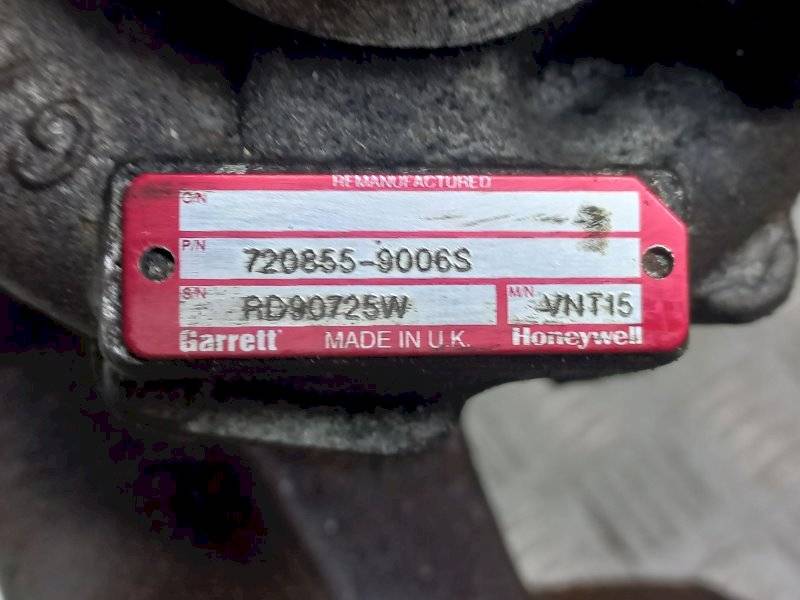 REMANUFACTURED
C/N
P/N 720855-9006S
S/N RD90725W M/N VNT15
Garrett MADE IN U.K. Honeywell